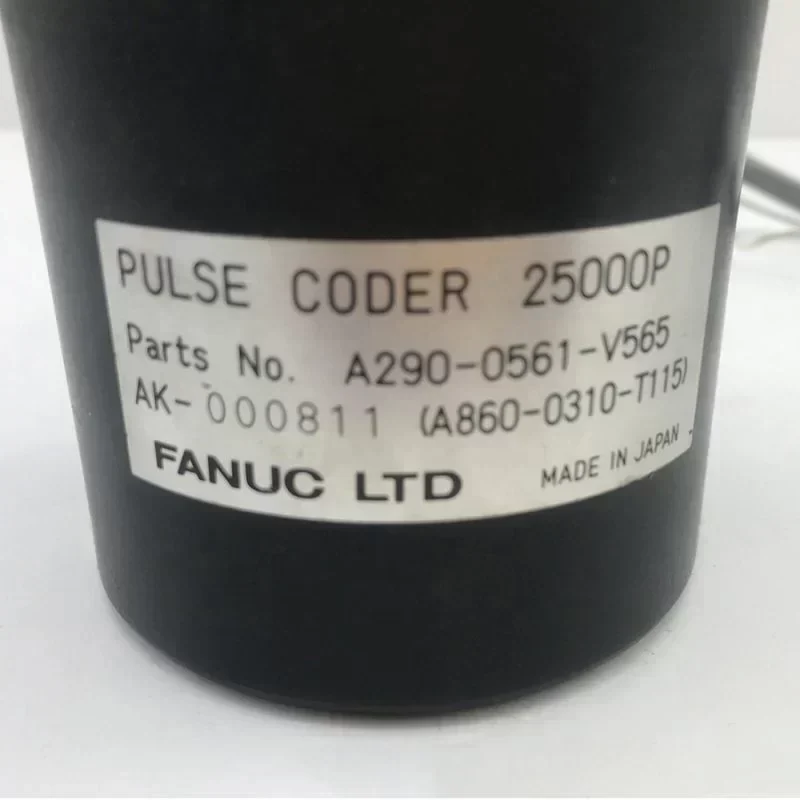 PULSE CODER 25000P
Parts No. A290-0561-V565
AK-000811 (A860-0310-T115)
FANUC LTD MADE IN JAPAN